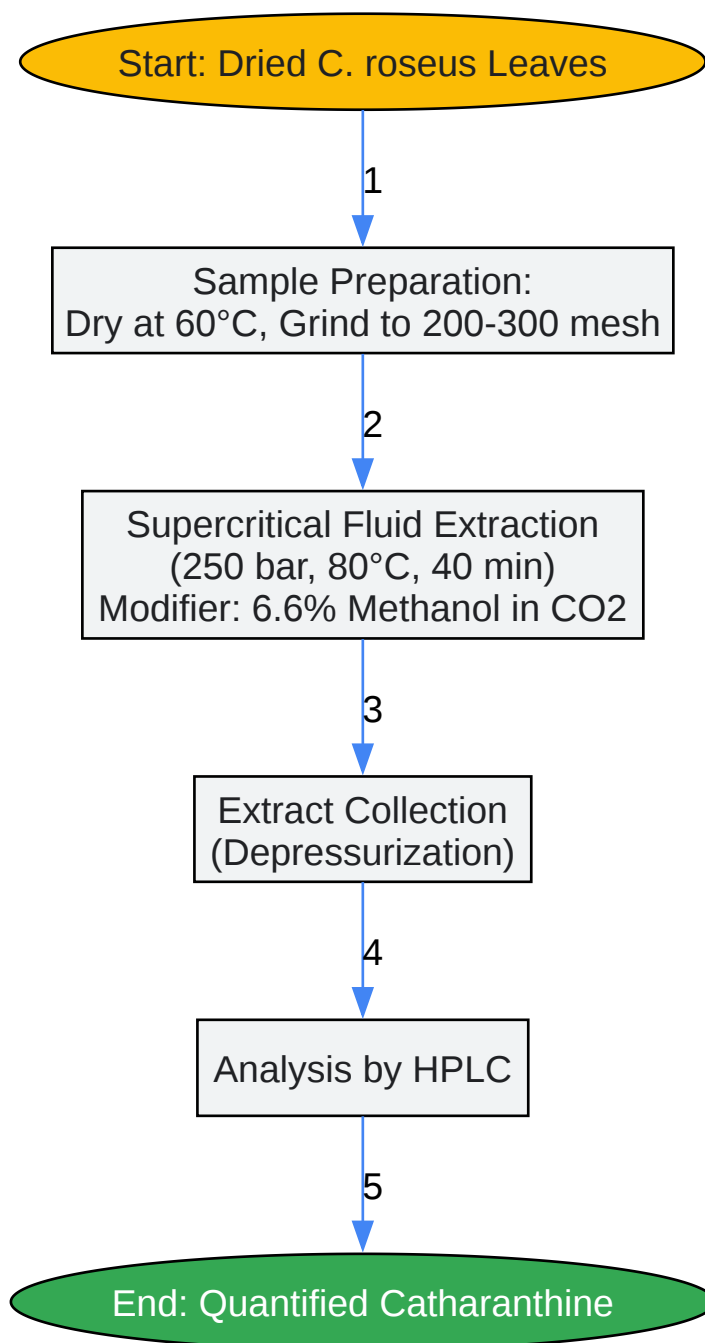 Start: Dried C. roseus Leaves
1
Sample Preparation:
Dry at 60°C, Grind to 200-300 mesh
2
Supercritical Fluid Extraction
(250 bar, 80°C, 40 min)
Modifier: 6.6% Methanol in CO2
3
Extract Collection
(Depressurization)
4
Analysis by HPLC
5
End: Quantified Catharanthine